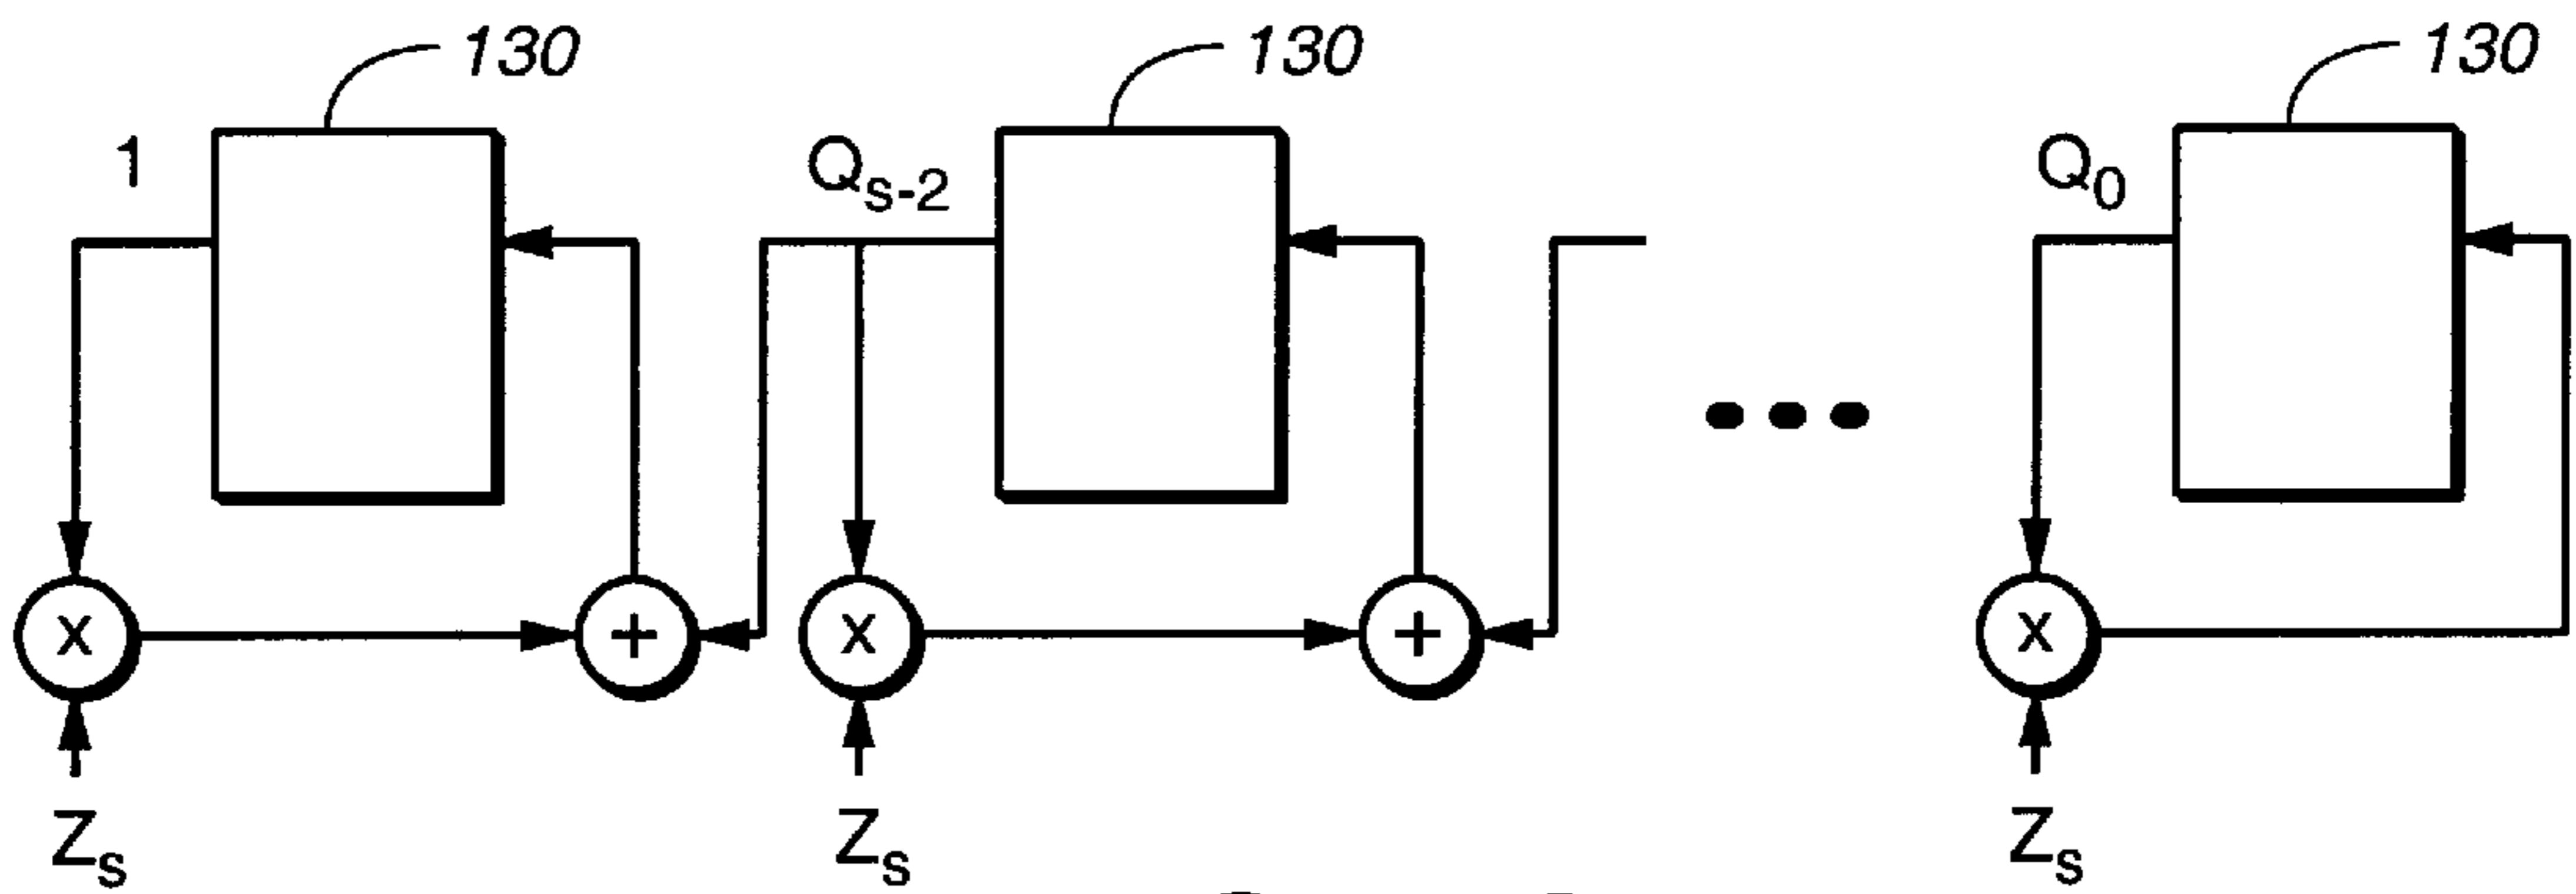 130 130 130
1 Q_{s-2} Q_0
x + x + x
Z_s Z_s Z_s